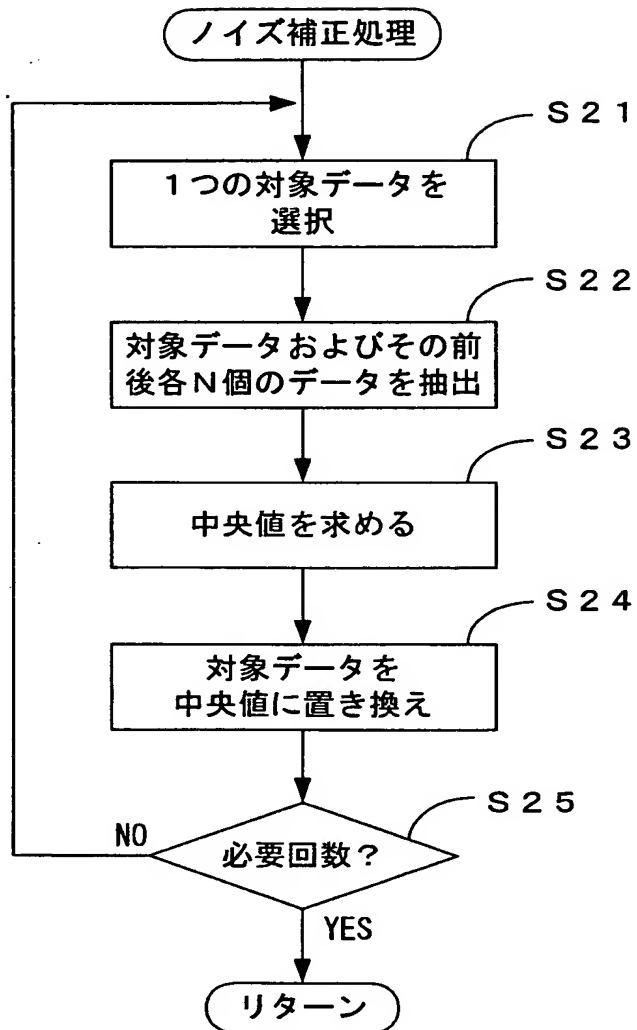 ノイズ補正処理
S21
1つの対象データを
選択
S22
対象データおよびその前
後各N個のデータを抽出
S23
中央値を求める
S24
対象データを
中央値に置き換え
S25
NO
必要回数?
YES
リターン